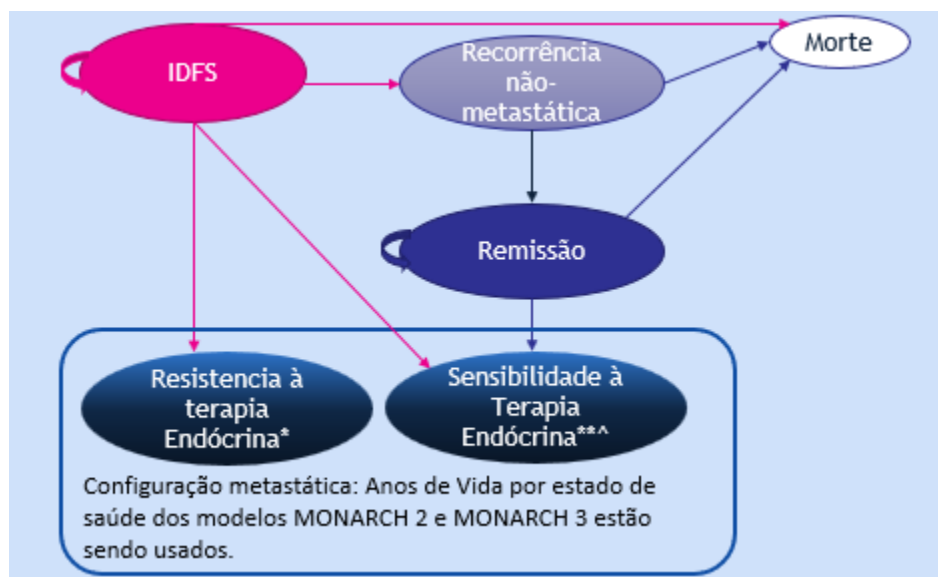 IDFS
Recorrência
não-
metastática
Morte
Remissão
Resistencia à
terapia
Endócrina*
Sensibilidade à
Terapia
Endócrina**^
Configuração metastática: Anos de Vida por estado de
saúde dos modelos MONARCH 2 e MONARCH 3 estão
sendo usados.